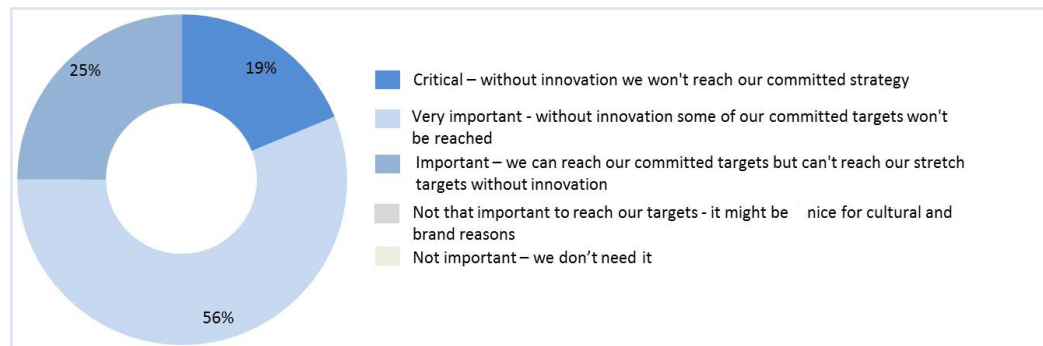 25%
19%
56%
Critical – without innovation we won't reach our committed strategy
Very important - without innovation some of our committed targets won't
be reached
Important – we can reach our committed targets but can't reach our stretch
targets without innovation
Not that important to reach our targets - it might be nice for cultural and
brand reasons
Not important – we don’t need it